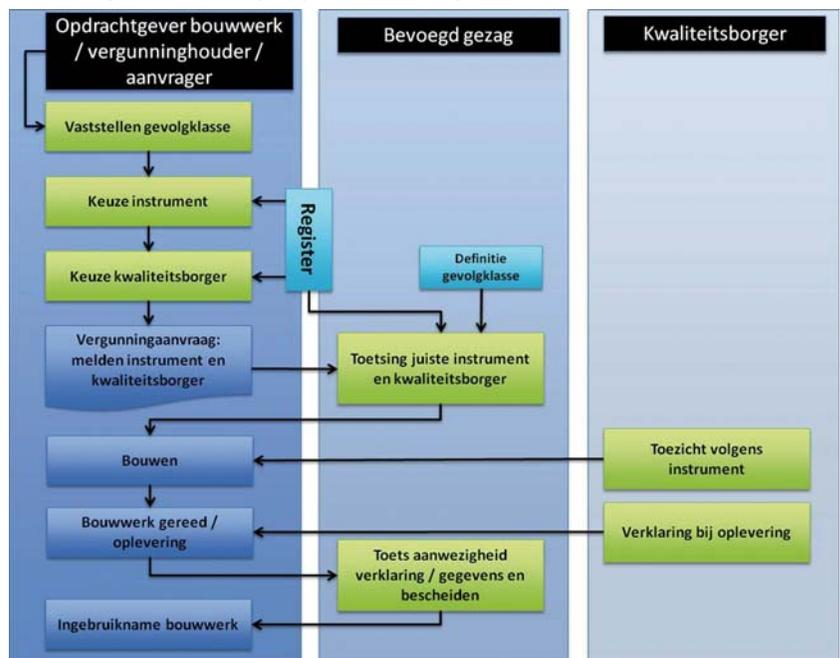 Opdrachtgever bouwwerk
/ vergunninghouder /
aanvrager
Bevoegd gezag
Kwaliteitsborger
Vaststellen gevolgklasse
Keuze instrument
Register
Keuze kwaliteitsborger
Definitie
gevolgklasse
Vergunningaanvraag:
melden instrument en
kwaliteitsborger
Toetsing juiste instrument
en kwaliteitsborger
Bouwen
Toezicht volgens
instrument
Bouwwerk gereed /
oplevering
Verklaring bij oplevering
Toets aanwezigheid
verklaring / gegevens en
bescheiden
Ingebruikname bouwwerk